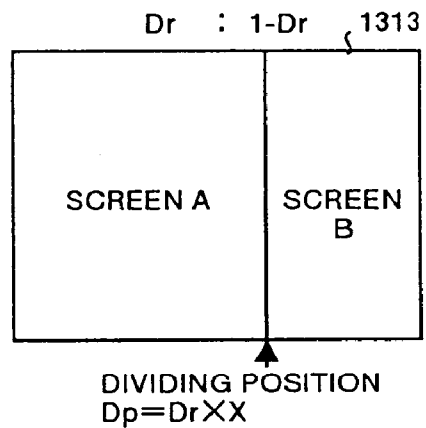 Dr : 1-Dr 1313
SCREEN A
SCREEN
B
DIVIDING POSITION
Dp=Dr×X